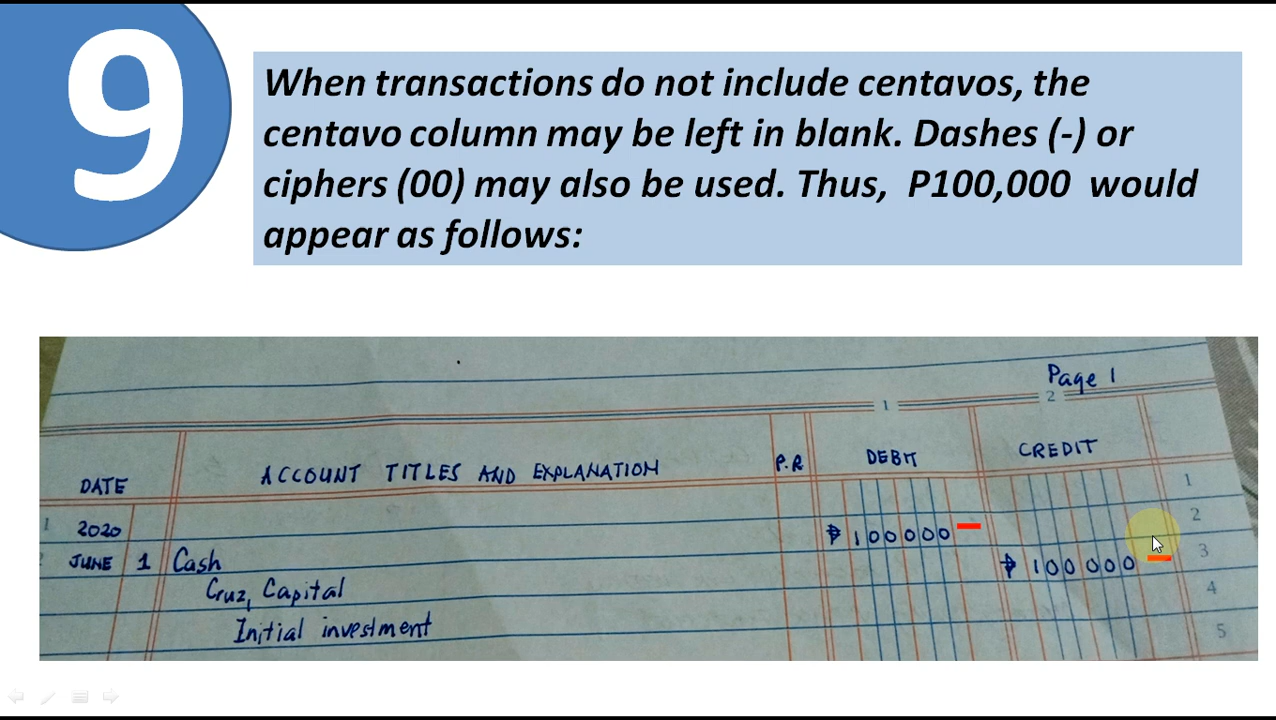 9
When transactions do not include centavos, the
centavo column may be left in blank. Dashes (-) or
ciphers (00) may also be used. Thus, P100,000 would
appear as follows:
Page 1
1 2
DATE ACCOUNT TITLES AND EXPLANATION P.R DEBIT CREDIT
1
1 2020 2
₱ 100000 –
JUNE 1 Cash 3
₱ 100000 –
Cruz, Capital 4
Initial investment 5